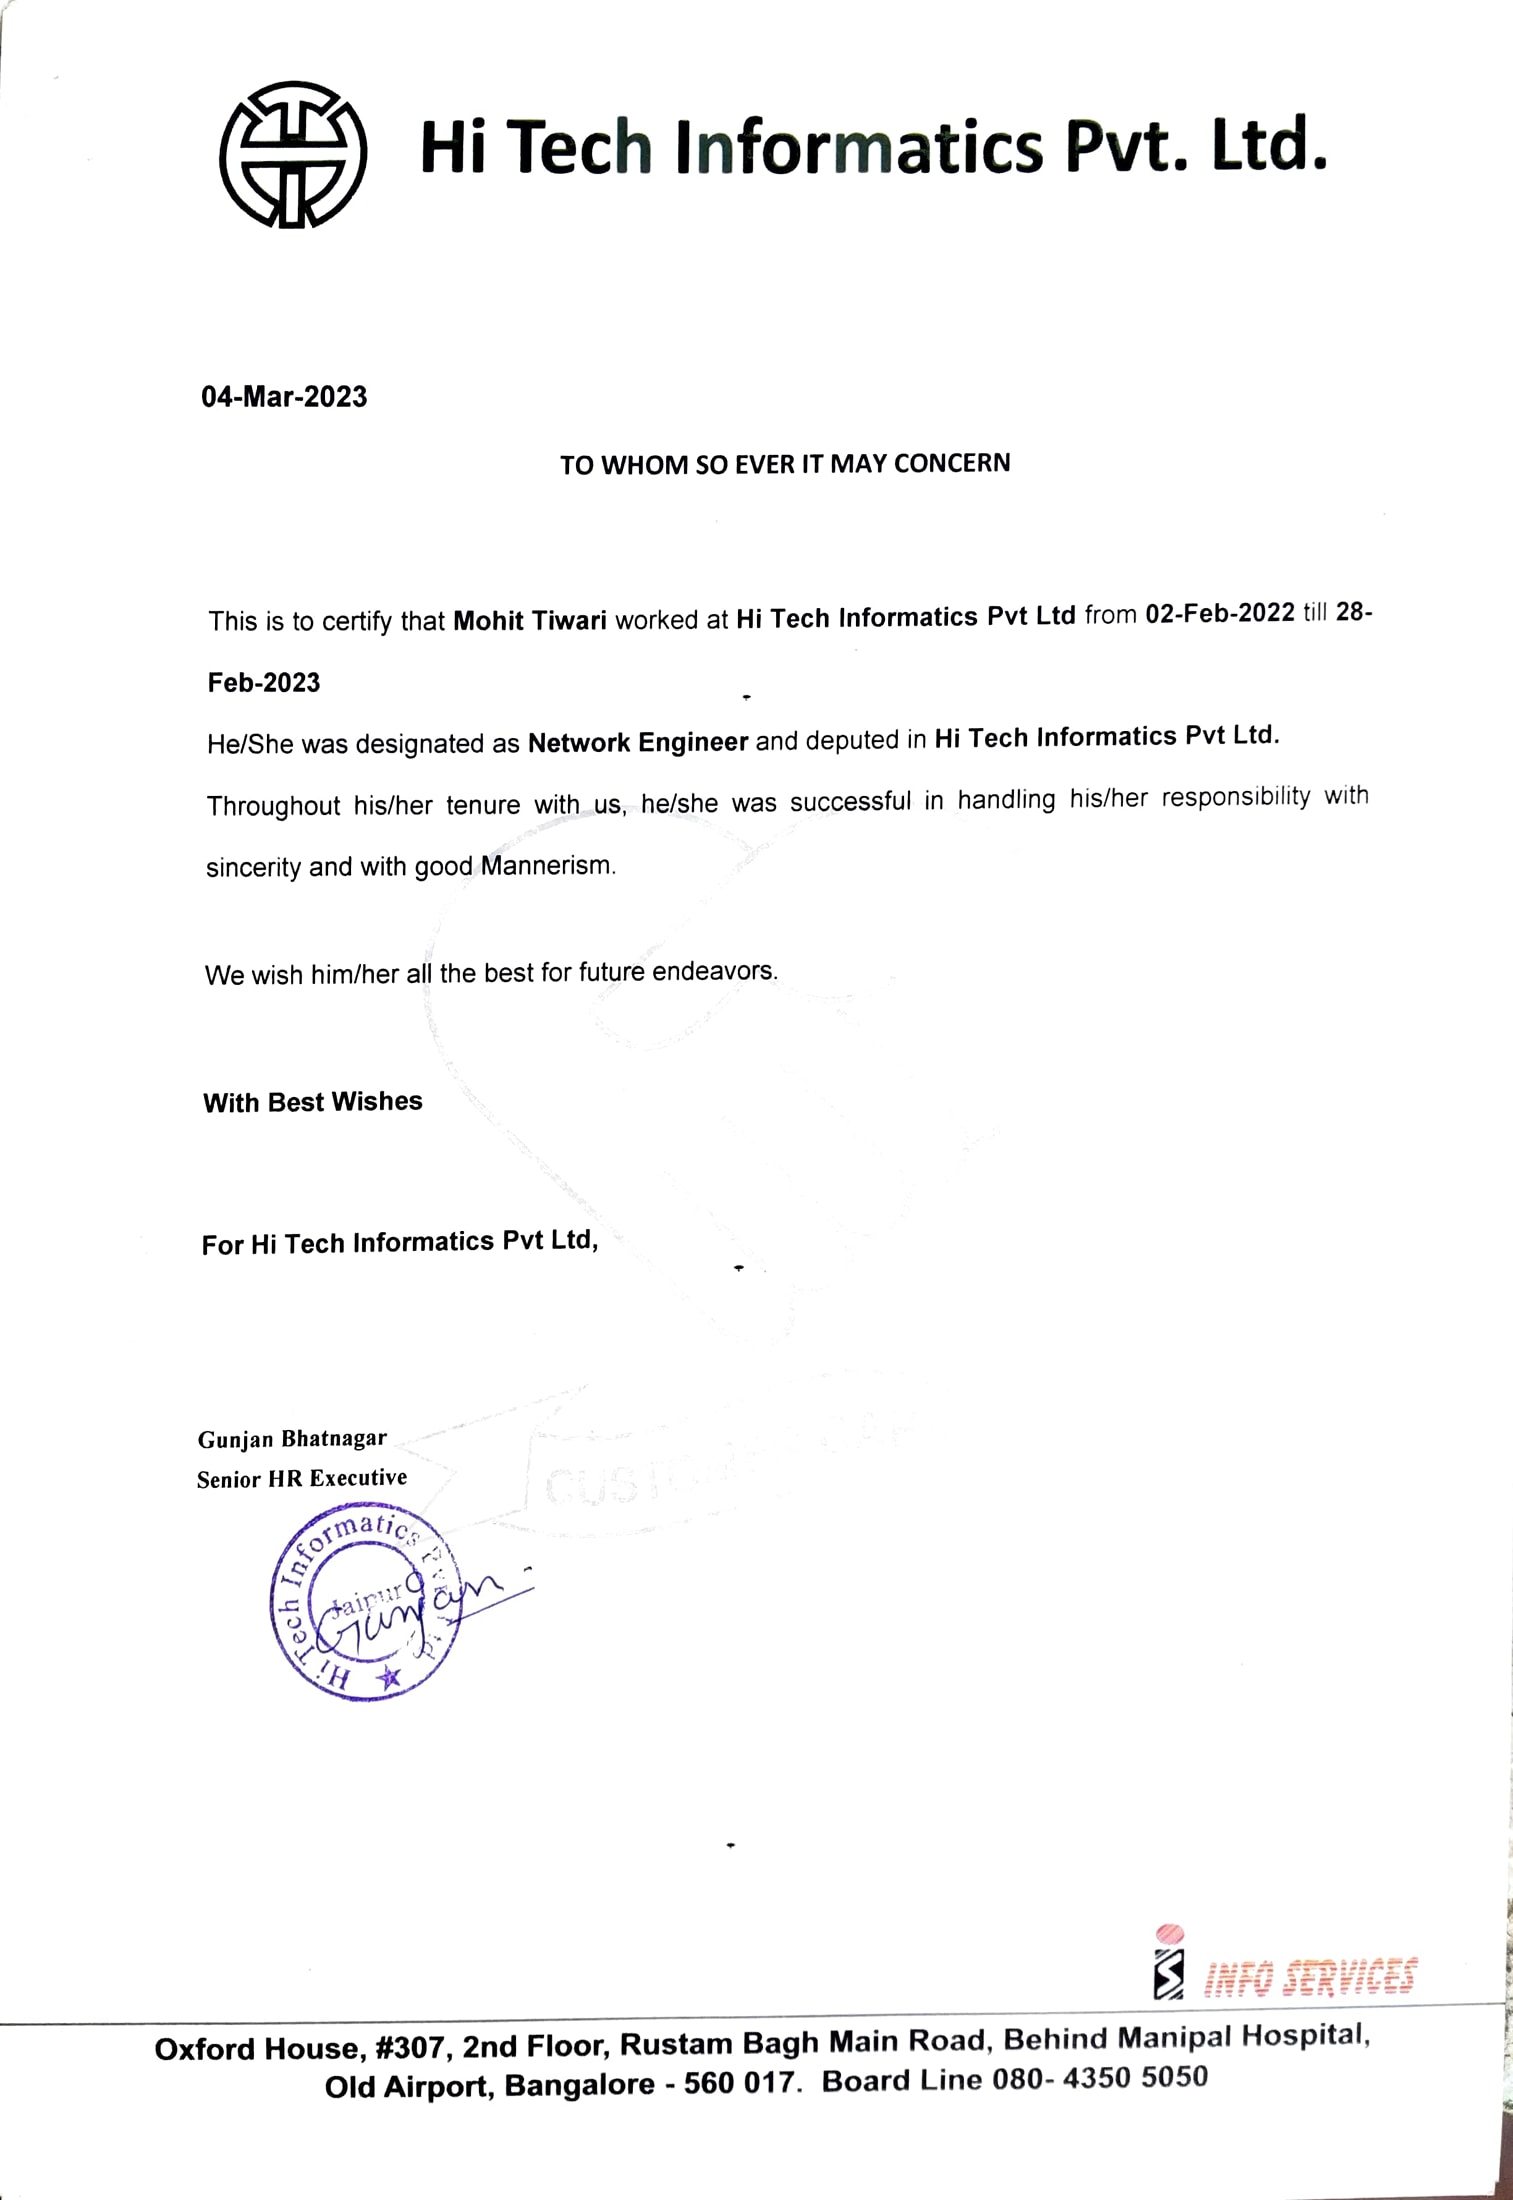 Hi Tech Informatics Pvt. Ltd.
04-Mar-2023
TO WHOM SO EVER IT MAY CONCERN
This is to certify that Mohit Tiwari worked at Hi Tech Informatics Pvt Ltd from 02-Feb-2022 till 28-
Feb-2023
He/She was designated as Network Engineer and deputed in Hi Tech Informatics Pvt Ltd.
Throughout his/her tenure with us, he/she was successful in handling his/her responsibility with
sincerity and with good Mannerism.
We wish him/her all the best for future endeavors.
With Best Wishes
For Hi Tech Informatics Pvt Ltd,
Gunjan Bhatnagar
Senior HR Executive
Hi Tech Informatics Pvt. Ltd
Jaipur
Gunjan
INFO SERVICES
Oxford House, #307, 2nd Floor, Rustam Bagh Main Road, Behind Manipal Hospital,
Old Airport, Bangalore - 560 017. Board Line 080- 4350 5050